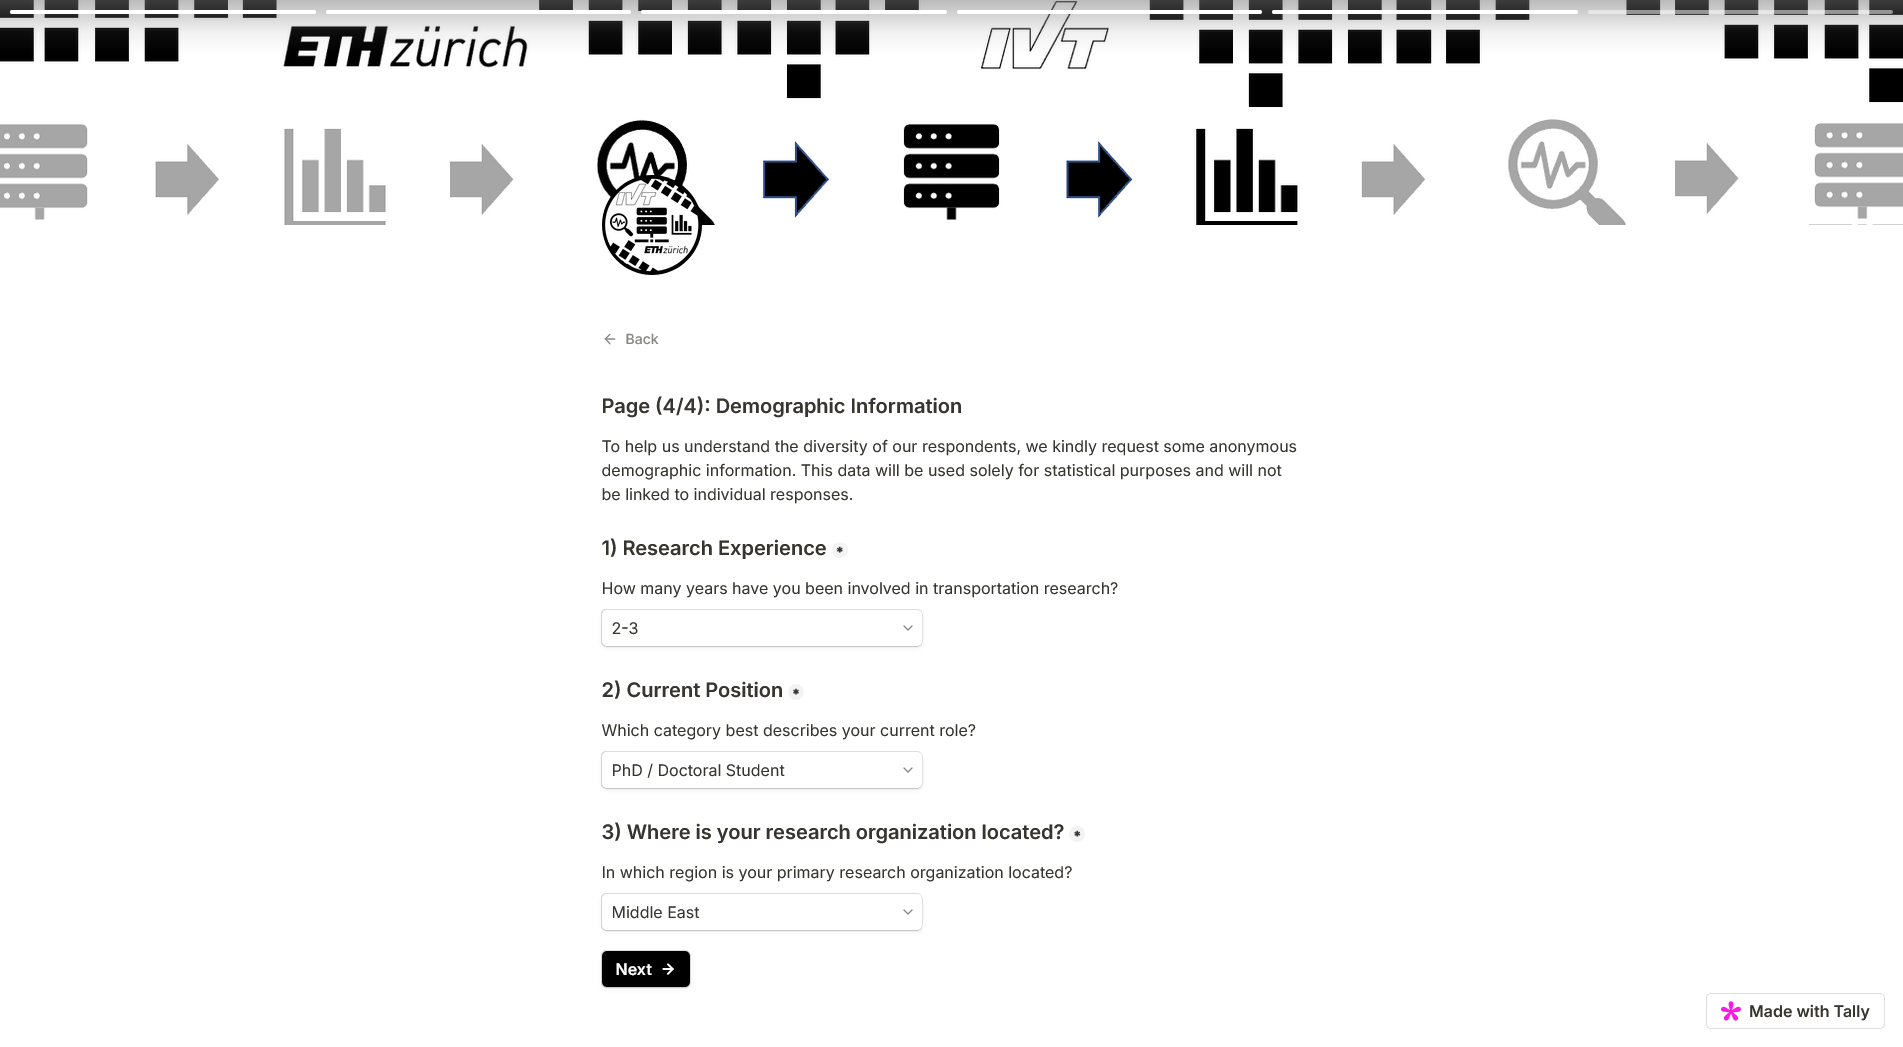 ETH zürich
IVT
IVT
ETH zürich
← Back
Page (4/4): Demographic Information
To help us understand the diversity of our respondents, we kindly request some anonymous
demographic information. This data will be used solely for statistical purposes and will not
be linked to individual responses.
1) Research Experience *
How many years have you been involved in transportation research?
2-3
2) Current Position *
Which category best describes your current role?
PhD / Doctoral Student
3) Where is your research organization located? *
In which region is your primary research organization located?
Middle East
Next →
Made with Tally